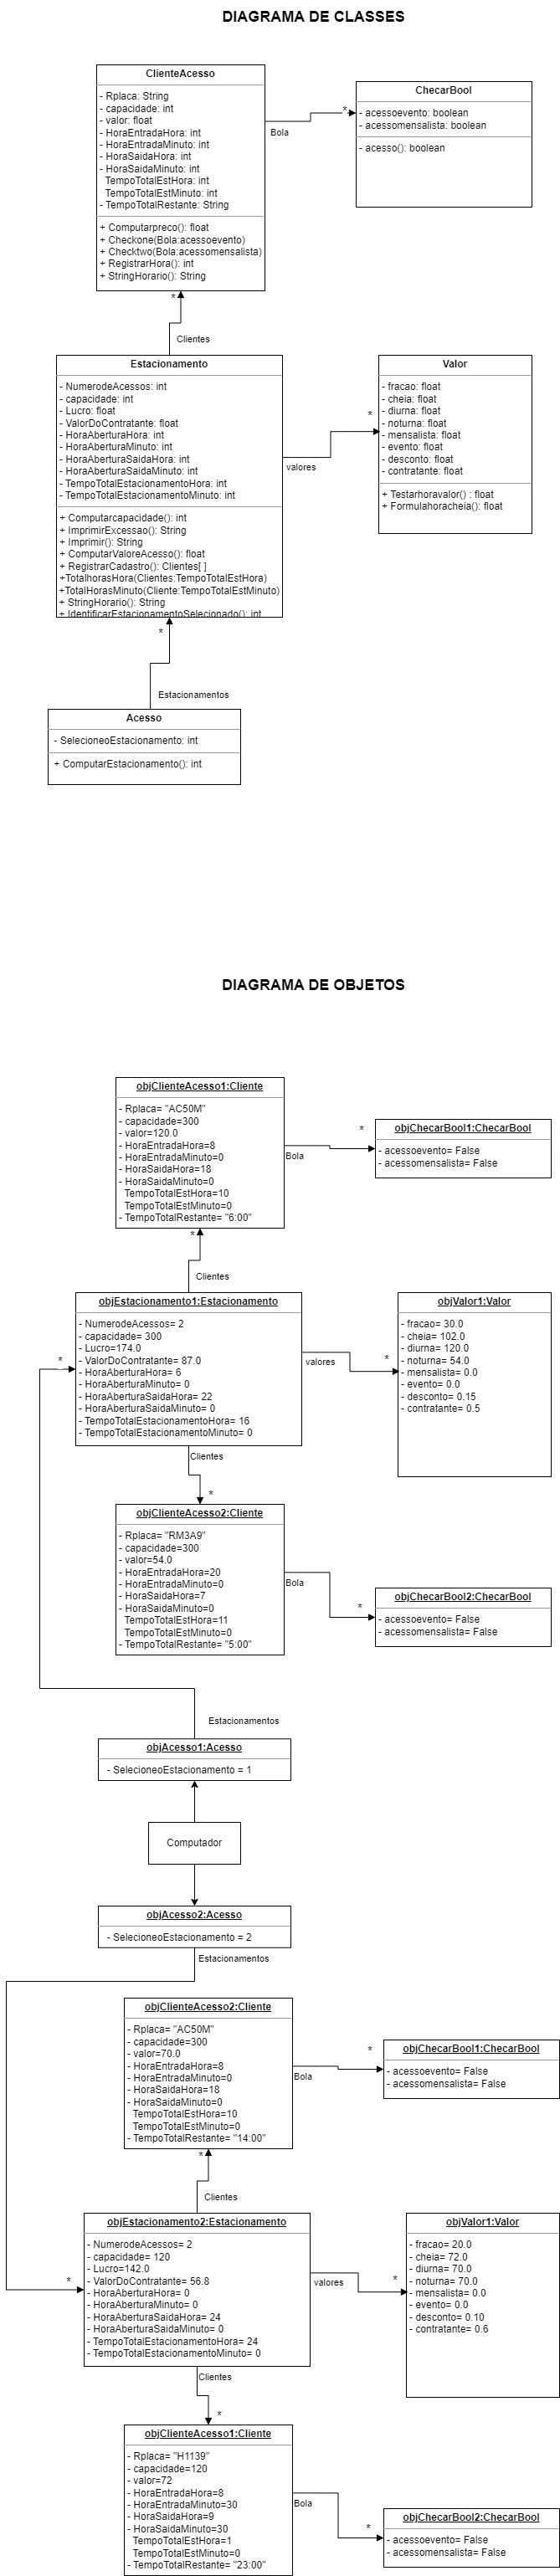 DIAGRAMA DE CLASSES
ClienteAcesso
- Rplaca: String
- capacidade: int
- valor: float
- HoraEntradaHora: int
- HoraEntradaMinuto: int
- HoraSaidaHora: int
- HoraSaidaMinuto: int
TempoTotalEstHora: int
TempoTotalEstMinuto: int
- TempoTotalRestante: String
+ Computarpreco(): float
+ Checkone(Bola:acessoevento)
+ Checktwo(Bola:acessomensalista)
+ RegistrarHora(): int
+ StringHorario(): String
Bola
*
ChecarBool
- acessoevento: boolean
- acessomensalista: boolean
- acesso(): boolean
*
Clientes
Estacionamento
- NumerodeAcessos: int
- capacidade: int
- Lucro: float
- ValorDoContratante: float
- HoraAberturaHora: int
- HoraAberturaMinuto: int
- HoraAberturaSaidaHora: int
- HoraAberturaSaidaMinuto: int
- TempoTotalEstacionamentoHora: int
- TempoTotalEstacionamentoMinuto: int
+ Computarcapacidade(): int
+ ImprimirExcessao(): String
+ Imprimir(): String
+ ComputarValoreAcesso(): float
+ RegistrarCadastro(): Clientes[ ]
+TotalhorasHora(Clientes:TempoTotalEstHora)
+TotalHorasMinuto(Cliente:TempoTotalEstMinuto)
+ StringHorario(): String
+ IdentificarEstacionamentoSelecionado(): int
valores
*
Valor
- fracao: float
- cheia: float
- diurna: float
- noturna: float
- mensalista: float
- evento: float
- desconto: float
- contratante: float
+ Testarhoravalor() : float
+ Formulahoracheia(): float
*
Estacionamentos
Acesso
- SelecioneoEstacionamento: int
+ ComputarEstacionamento(): int
DIAGRAMA DE OBJETOS
objClienteAcesso1:Cliente
- Rplaca= "AC50M"
- capacidade=300
- valor=120.0
- HoraEntradaHora=8
- HoraEntradaMinuto=0
- HoraSaidaHora=18
- HoraSaidaMinuto=0
TempoTotalEstHora=10
TempoTotalEstMinuto=0
- TempoTotalRestante= "6:00"
Bola
*
objChecarBool1:ChecarBool
- acessoevento= False
- acessomensalista= False
*
Clientes
objEstacionamento1:Estacionamento
- NumerodeAcessos= 2
- capacidade= 300
- Lucro=174.0
- ValorDoContratante= 87.0
- HoraAberturaHora= 6
- HoraAberturaMinuto= 0
- HoraAberturaSaidaHora= 22
- HoraAberturaSaidaMinuto= 0
- TempoTotalEstacionamentoHora= 16
- TempoTotalEstacionamentoMinuto= 0
*
valores
*
objValor1:Valor
- fracao= 30.0
- cheia= 102.0
- diurna= 120.0
- noturna= 54.0
- mensalista= 0.0
- evento= 0.0
- desconto= 0.15
- contratante= 0.5
Clientes
*
objClienteAcesso2:Cliente
- Rplaca= "RM3A9"
- capacidade=300
- valor=54.0
- HoraEntradaHora=20
- HoraEntradaMinuto=0
- HoraSaidaHora=7
- HoraSaidaMinuto=0
TempoTotalEstHora=11
TempoTotalEstMinuto=0
- TempoTotalRestante= "5:00"
Bola
*
objChecarBool2:ChecarBool
- acessoevento= False
- acessomensalista= False
Estacionamentos
objAcesso1:Acesso
- SelecioneoEstacionamento = 1
Computador
objAcesso2:Acesso
- SelecioneoEstacionamento = 2
Estacionamentos
objClienteAcesso2:Cliente
- Rplaca= "AC50M"
- capacidade=300
- valor=70.0
- HoraEntradaHora=8
- HoraEntradaMinuto=0
- HoraSaidaHora=18
- HoraSaidaMinuto=0
TempoTotalEstHora=10
TempoTotalEstMinuto=0
- TempoTotalRestante= "14:00"
Bola
*
objChecarBool1:ChecarBool
- acessoevento= False
- acessomensalista= False
*
Clientes
objEstacionamento2:Estacionamento
- NumerodeAcessos= 2
- capacidade= 120
- Lucro=142.0
- ValorDoContratante= 56.8
- HoraAberturaHora= 0
- HoraAberturaMinuto= 0
- HoraAberturaSaidaHora= 24
- HoraAberturaSaidaMinuto= 0
- TempoTotalEstacionamentoHora= 24
- TempoTotalEstacionamentoMinuto= 0
*
valores
*
objValor1:Valor
- fracao= 20.0
- cheia= 72.0
- diurna= 70.0
- noturna= 70.0
- mensalista= 0.0
- evento= 0.0
- desconto= 0.10
- contratante= 0.6
Clientes
*
objClienteAcesso1:Cliente
- Rplaca= "H1139"
- capacidade=120
- valor=72
- HoraEntradaHora=8
- HoraEntradaMinuto=30
- HoraSaidaHora=9
- HoraSaidaMinuto=30
TempoTotalEstHora=1
TempoTotalEstMinuto=0
- TempoTotalRestante= "23:00"
Bola
*
objChecarBool2:ChecarBool
- acessoevento= False
- acessomensalista= False